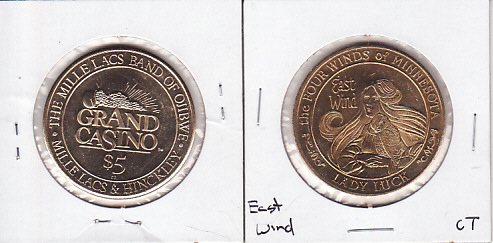 • THE MILLE LACS BAND OF OJIBWE •
GRAND
CASINO
$5
MILLE LACS & HINCKLEY
the FOUR WINDS of MINNESOTA
East
Wind
LADY LUCK
East
Wind
CT